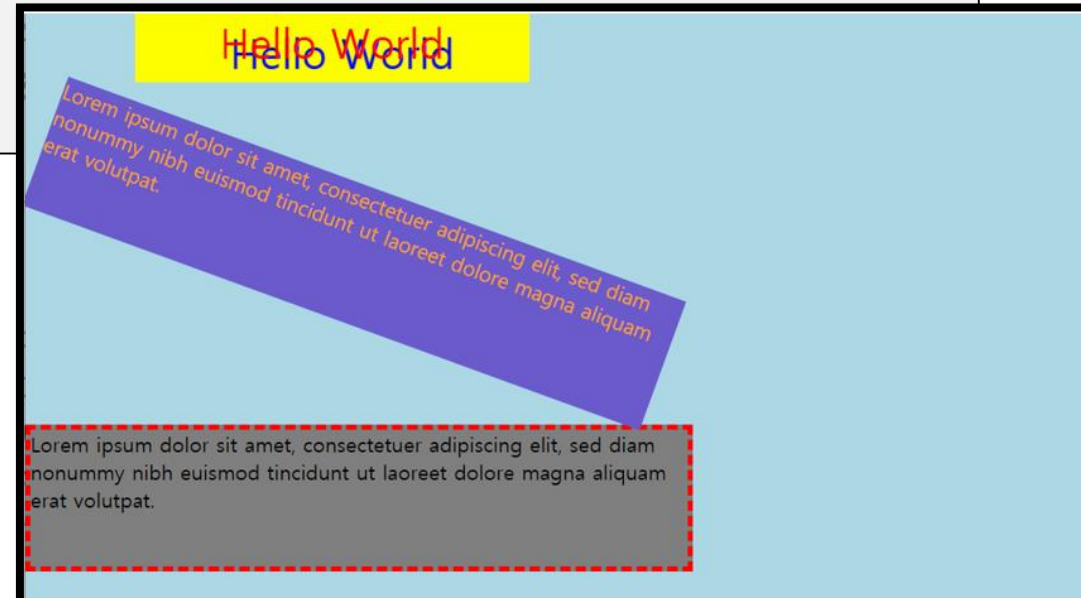 Hello World
Lorem ipsum dolor sit amet, consectetuer adipiscing elit, sed diam
nonummy nibh euismod tincidunt ut laoreet dolore magna aliquam
erat volutpat.
Lorem ipsum dolor sit amet, consectetuer adipiscing elit, sed diam
nonummy nibh euismod tincidunt ut laoreet dolore magna aliquam
erat volutpat.